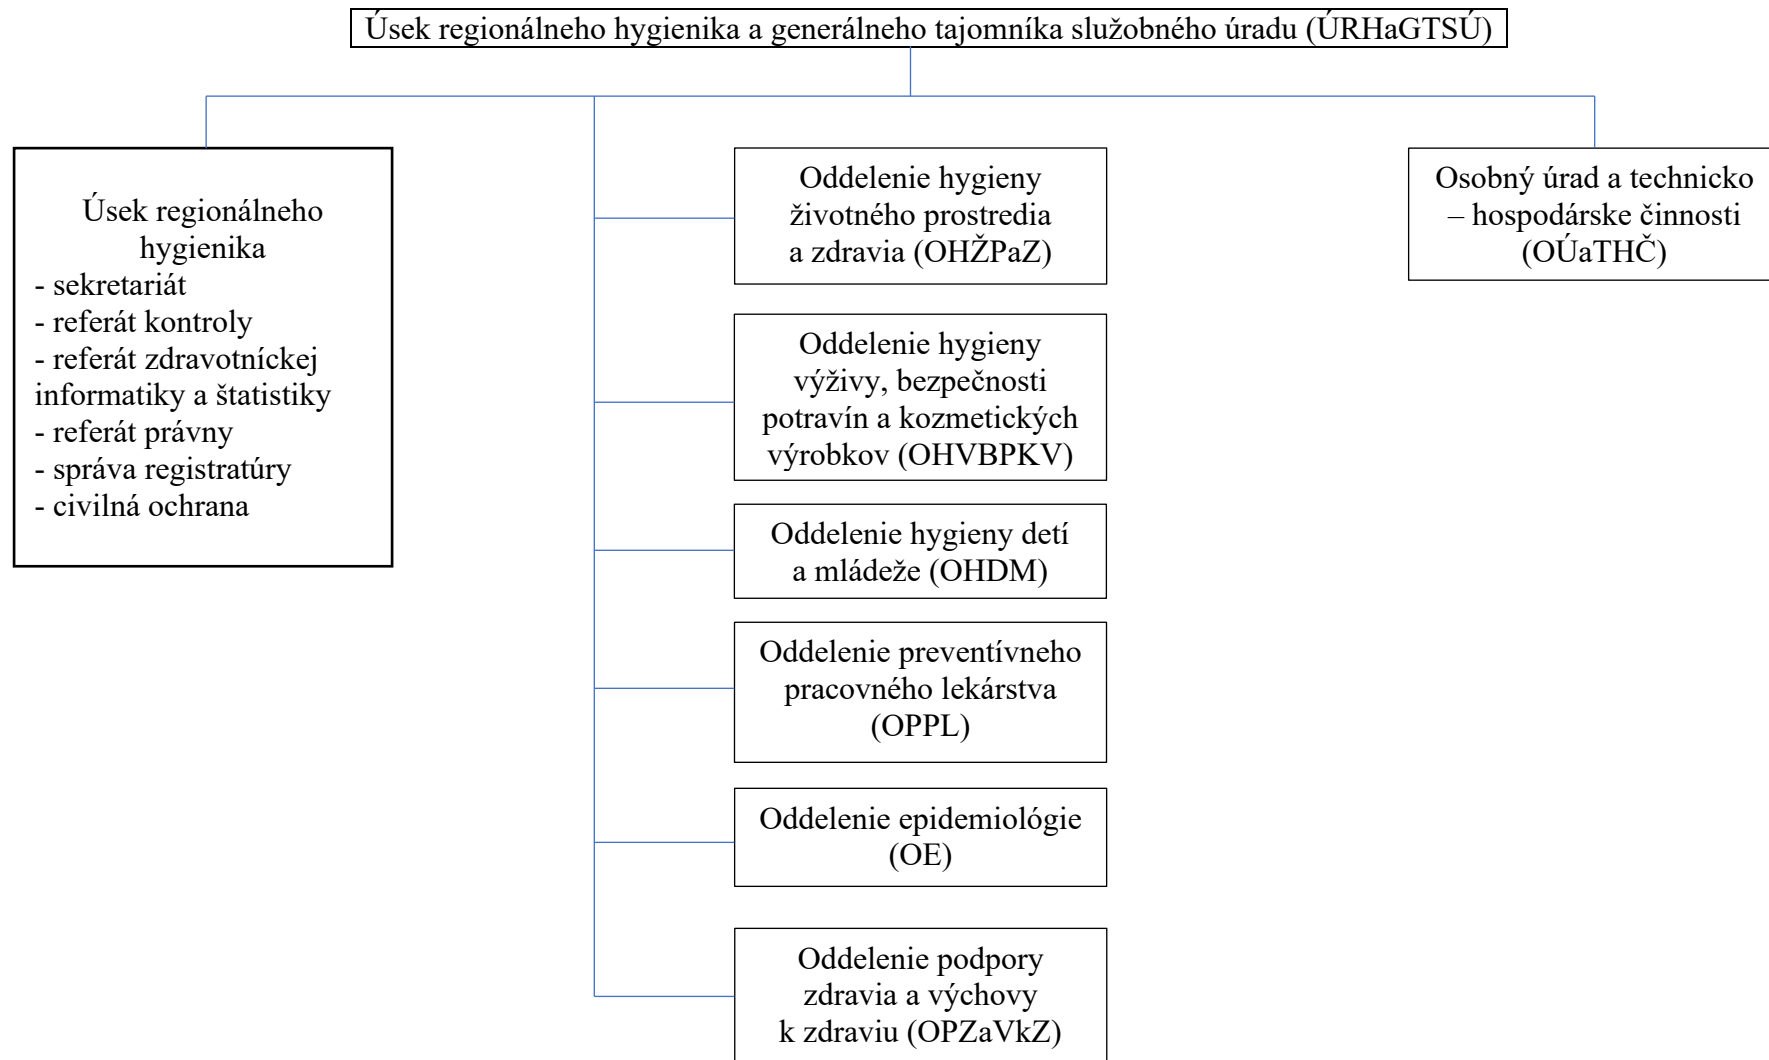 Úsek regionálneho hygienika a generálneho tajomníka služobného úradu (ÚRHaGTSÚ)
Úsek regionálneho
hygienika
- sekretariát
- referát kontroly
- referát zdravotníckej
informatiky a štatistiky
- referát právny
- správa registratúry
- civilná ochrana
Oddelenie hygieny
životného prostredia
a zdravia (OHŽPaZ)
Oddelenie hygieny
výživy, bezpečnosti
potravín a kozmetických
výrobkov (OHVBPKV)
Oddelenie hygieny detí
a mládeže (OHDM)
Oddelenie preventívneho
pracovného lekárstva
(OPPL)
Oddelenie epidemiológie
(OE)
Oddelenie podpory
zdravia a výchovy
k zdraviu (OPZaVkZ)
Osobný úrad a technicko
– hospodárske činnosti
(OÚaTHČ)